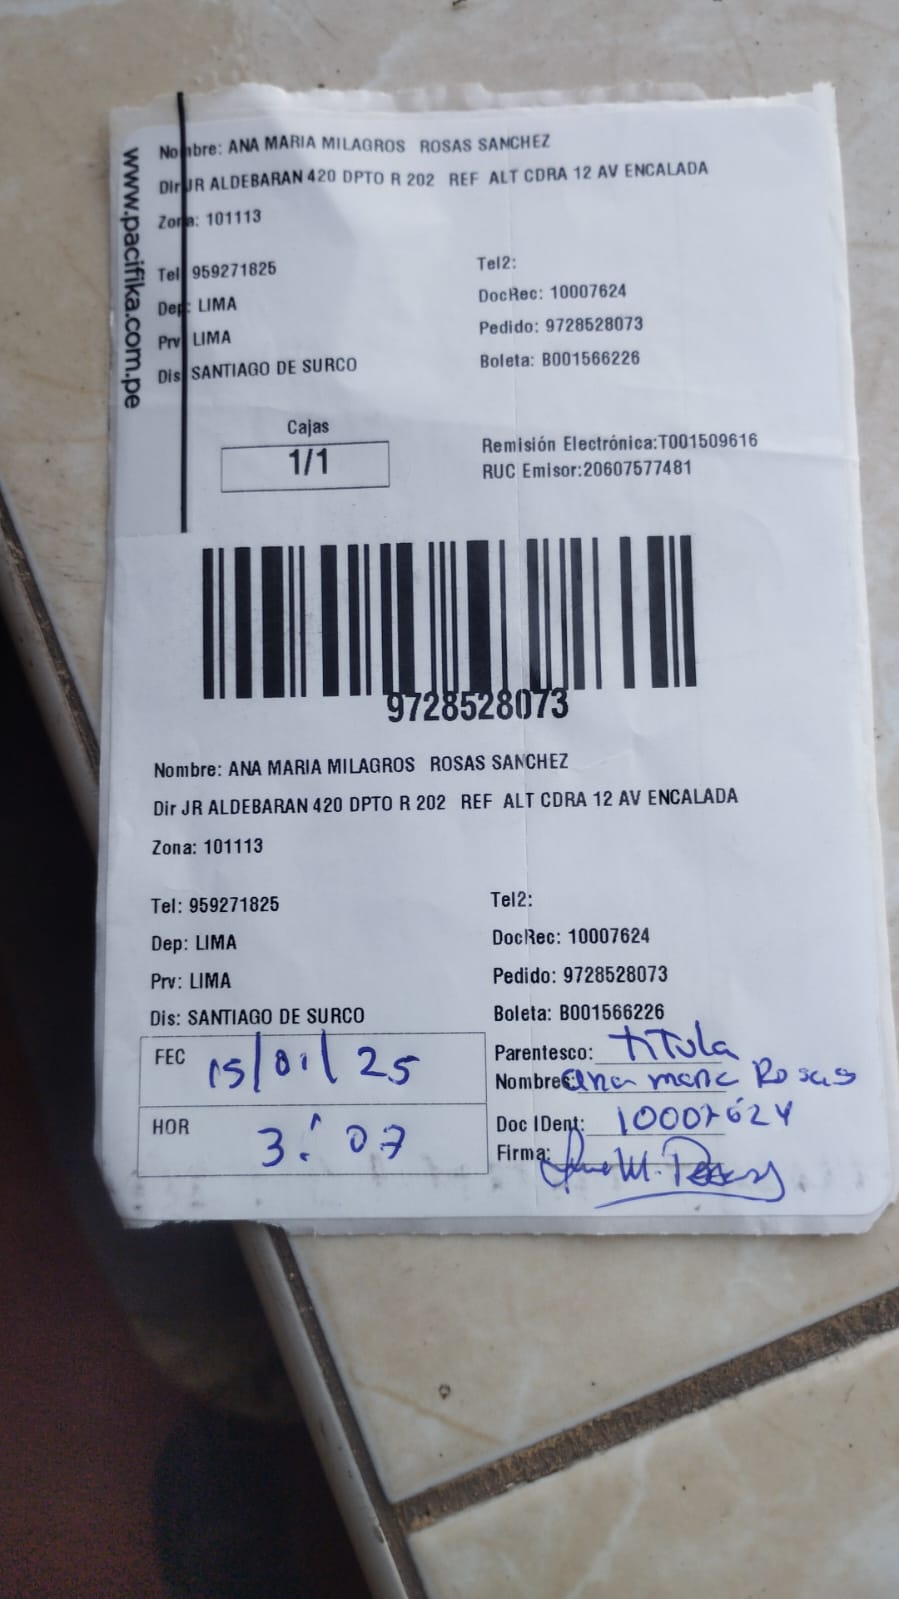 www.pacifika.com.pe
Nombre: ANA MARIA MILAGROS ROSAS SANCHEZ
Dir JR ALDEBARAN 420 DPTO R 202 REF ALT CDRA 12 AV ENCALADA
Zona: 101113
Tel: 959271825
Tel2:
Dep: LIMA
DocRec: 10007624
Prv: LIMA
Pedido: 9728528073
Dis: SANTIAGO DE SURCO
Boleta: B001566226
Cajas
1/1
Remisión Electrónica:T001509616
RUC Emisor:20607577481
9728528073
Nombre: ANA MARIA MILAGROS ROSAS SANCHEZ
Dir JR ALDEBARAN 420 DPTO R 202 REF ALT CDRA 12 AV ENCALADA
Zona: 101113
Tel: 959271825
Tel2:
Dep: LIMA
DocRec: 10007624
Prv: LIMA
Pedido: 9728528073
Dis: SANTIAGO DE SURCO
Boleta: B001566226
FEC 15/01/25
Parentesco: titula
Nombre: Ana maria Rosas
HOR 3:07
Doc IDent: 10007624
Firma: Ana M. Rosas